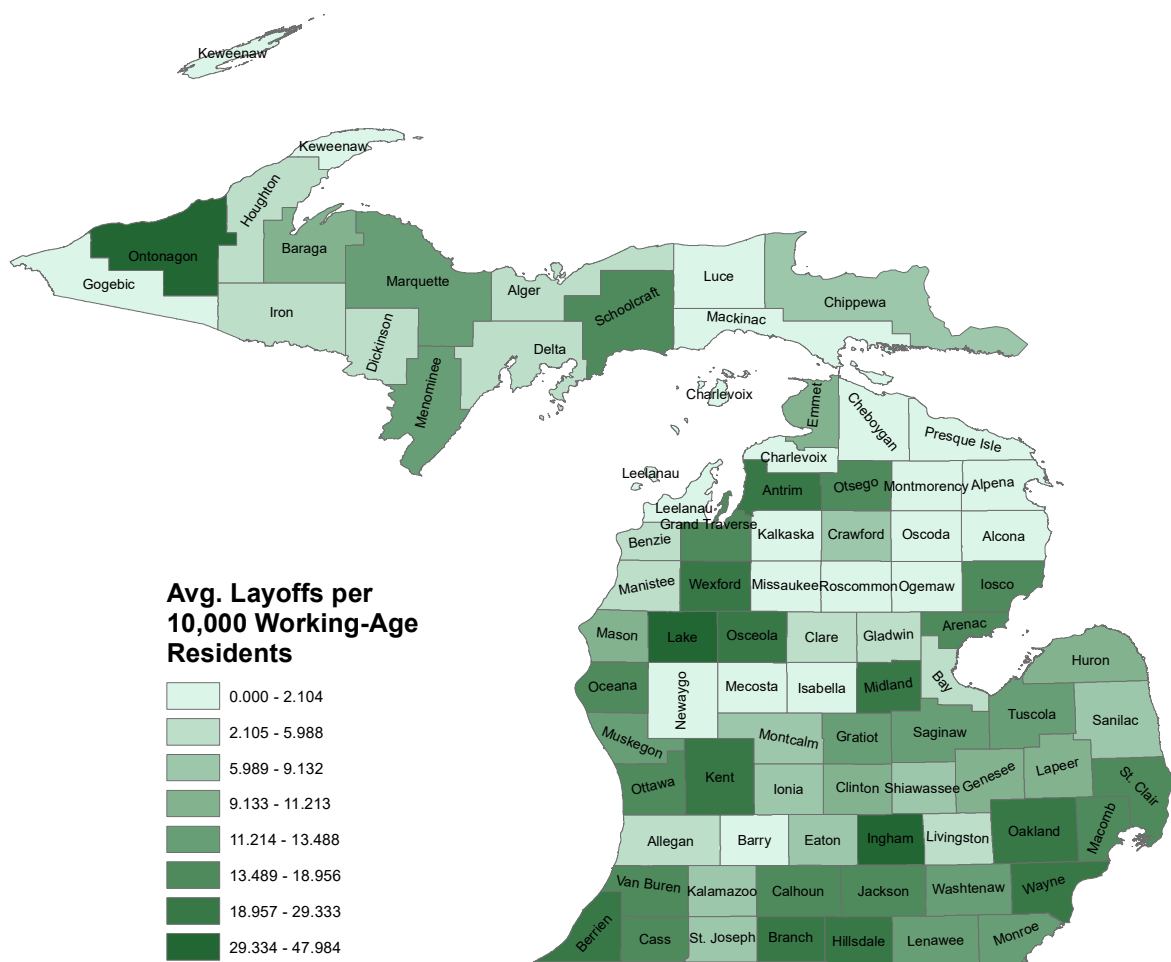 Keweenaw
Keweenaw
Houghton
Ontonagon
Baraga
Gogebic
Marquette
Alger
Luce
Schoolcraft
Chippewa
Iron
Mackinac
Dickinson
Delta
Menominee
Charlevoix
Emmet
Cheboygan
Presque Isle
Charlevoix
Leelanau
Antrim
Otsego
Montmorency
Alpena
Leelanau
Grand Traverse
Benzie
Kalkaska
Crawford
Oscoda
Alcona
Manistee
Wexford
Missaukee
Roscommon
Ogemaw
Iosco
Avg. Layoffs per
10,000 Working-Age
Residents
Mason
Lake
Osceola
Clare
Gladwin
Arenac
Huron
Oceana
Newaygo
Mecosta
Isabella
Midland
Bay
0.000 - 2.104
2.105 - 5.988
5.989 - 9.132
9.133 - 11.213
11.214 - 13.488
13.489 - 18.956
18.957 - 29.333
29.334 - 47.984
Muskegon
Montcalm
Gratiot
Saginaw
Tuscola
Sanilac
Ottawa
Kent
Ionia
Clinton
Shiawassee
Genesee
Lapeer
St. Clair
Allegan
Barry
Eaton
Ingham
Livingston
Oakland
Macomb
Van Buren
Kalamazoo
Calhoun
Jackson
Washtenaw
Wayne
Berrien
Cass
St. Joseph
Branch
Hillsdale
Lenawee
Monroe